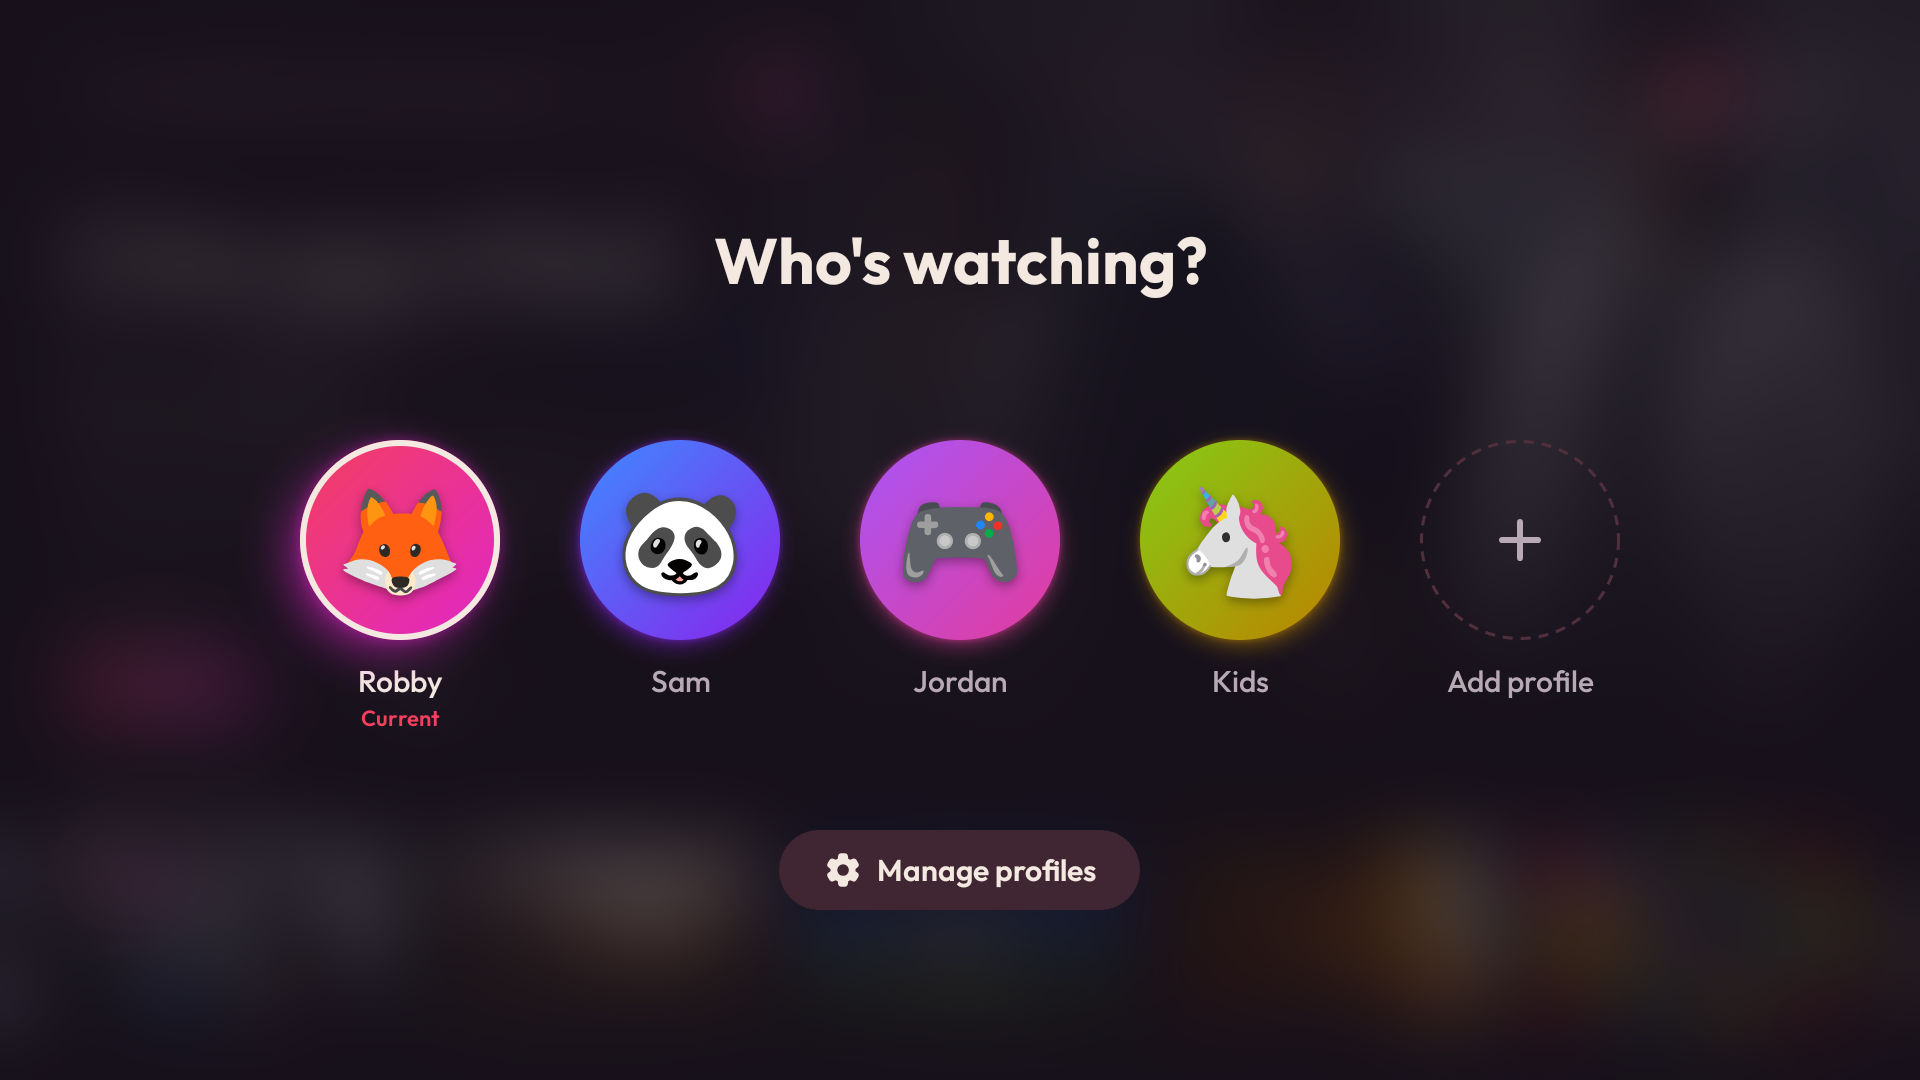 Who's watching?
Robby
Current
Sam
Jordan
Kids
Add profile
Manage profiles